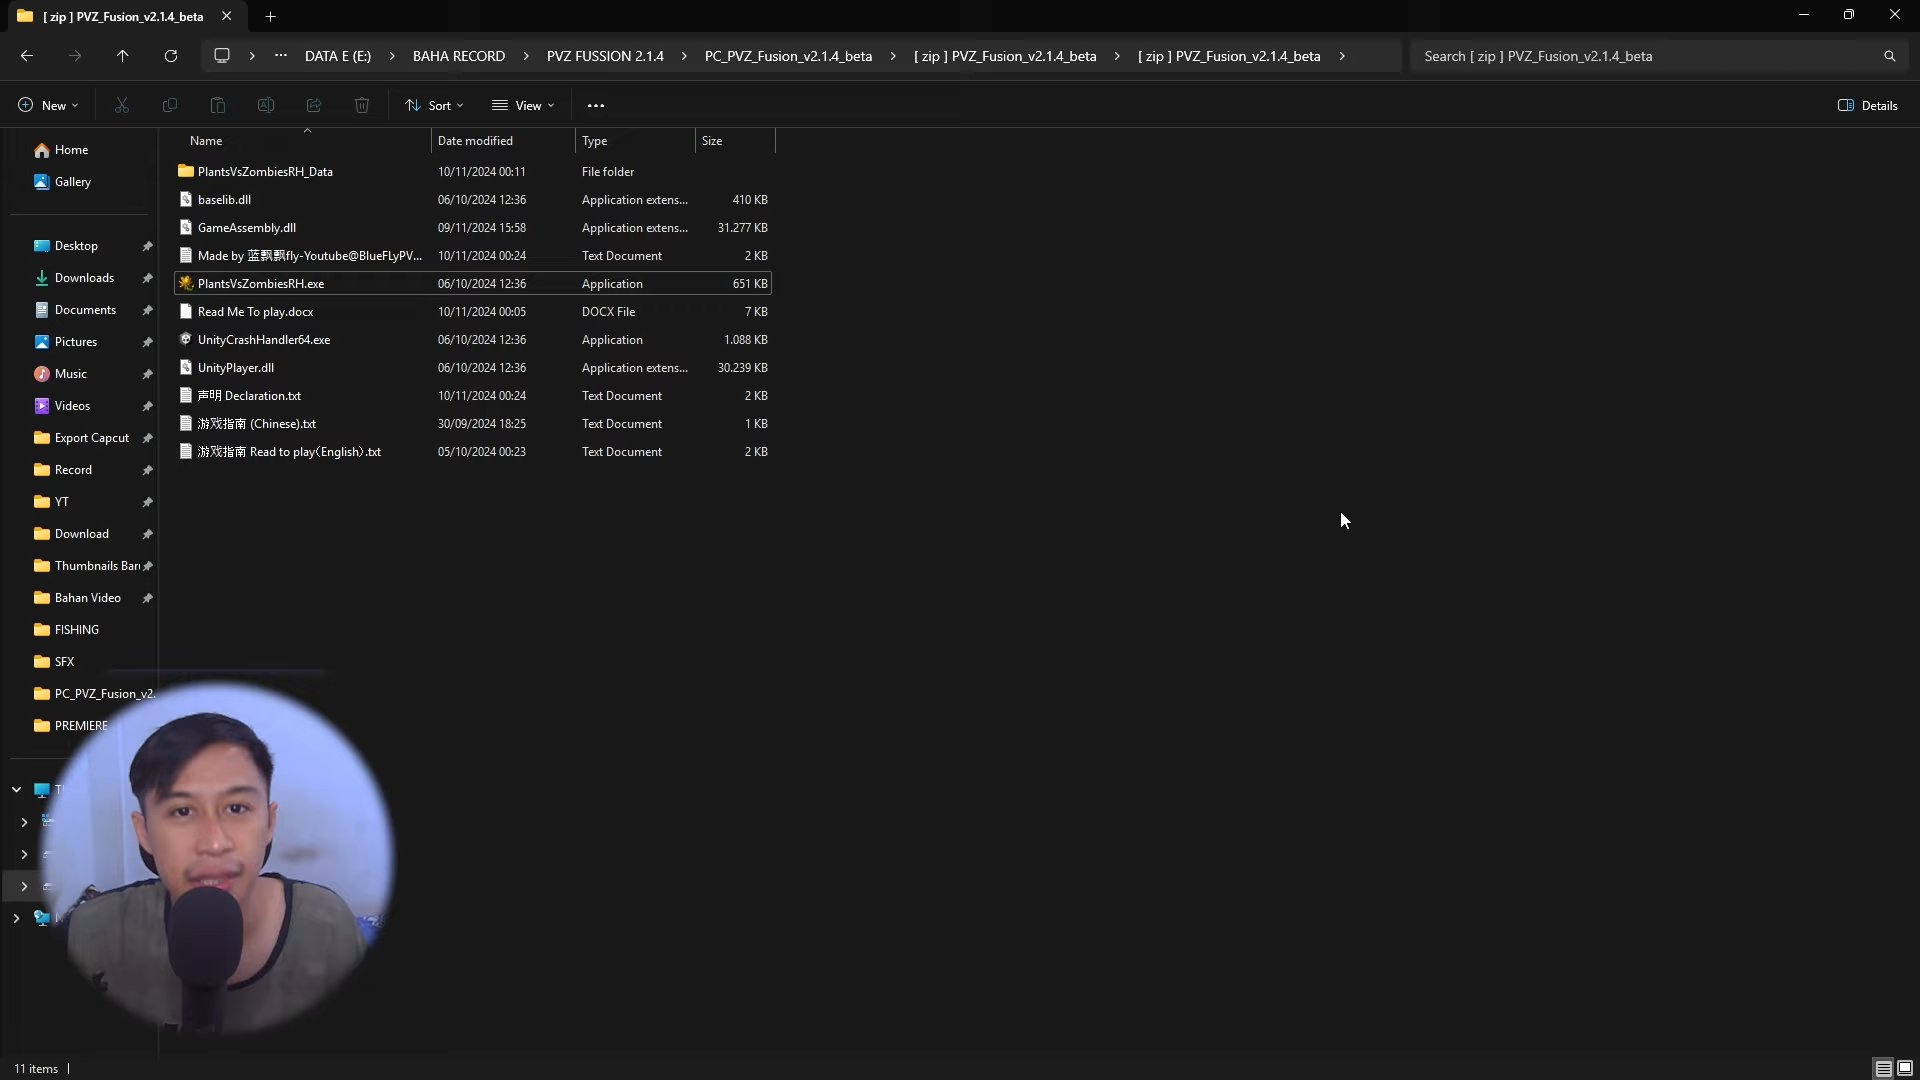 [ zip ] PVZ_Fusion_v2.1.4_beta
DATA E (E:) BAHA RECORD PVZ FUSSION 2.1.4 PC_PVZ_Fusion_v2.1.4_beta [ zip ] PVZ_Fusion_v2.1.4_beta [ zip ] PVZ_Fusion_v2.1.4_beta Search [ zip ] PVZ_Fusion_v2.1.4_beta
New Sort View Details
Name Date modified Type Size
PlantsVsZombiesRH_Data 10/11/2024 00:11 File folder
baselib.dll 06/10/2024 12:36 Application extens... 410 KB
GameAssembly.dll 09/11/2024 15:58 Application extens... 31.277 KB
Made by 蓝飘飘fly-Youtube@BlueFLyPV... 10/11/2024 00:24 Text Document 2 KB
PlantsVsZombiesRH.exe 06/10/2024 12:36 Application 651 KB
Read Me To play.docx 10/11/2024 00:05 DOCX File 7 KB
UnityCrashHandler64.exe 06/10/2024 12:36 Application 1.088 KB
UnityPlayer.dll 06/10/2024 12:36 Application extens... 30.239 KB
声明 Declaration.txt 10/11/2024 00:24 Text Document 2 KB
游戏指南 (Chinese).txt 30/09/2024 18:25 Text Document 1 KB
游戏指南 Read to play〈English〉.txt 05/10/2024 00:23 Text Document 2 KB
Home
Gallery
Desktop
Downloads
Documents
Pictures
Music
Videos
Export Capcut
Record
YT
Download
Thumbnails Bar
Bahan Video
FISHING
SFX
PC_PVZ_Fusion_v2.
PREMIERE
11 items